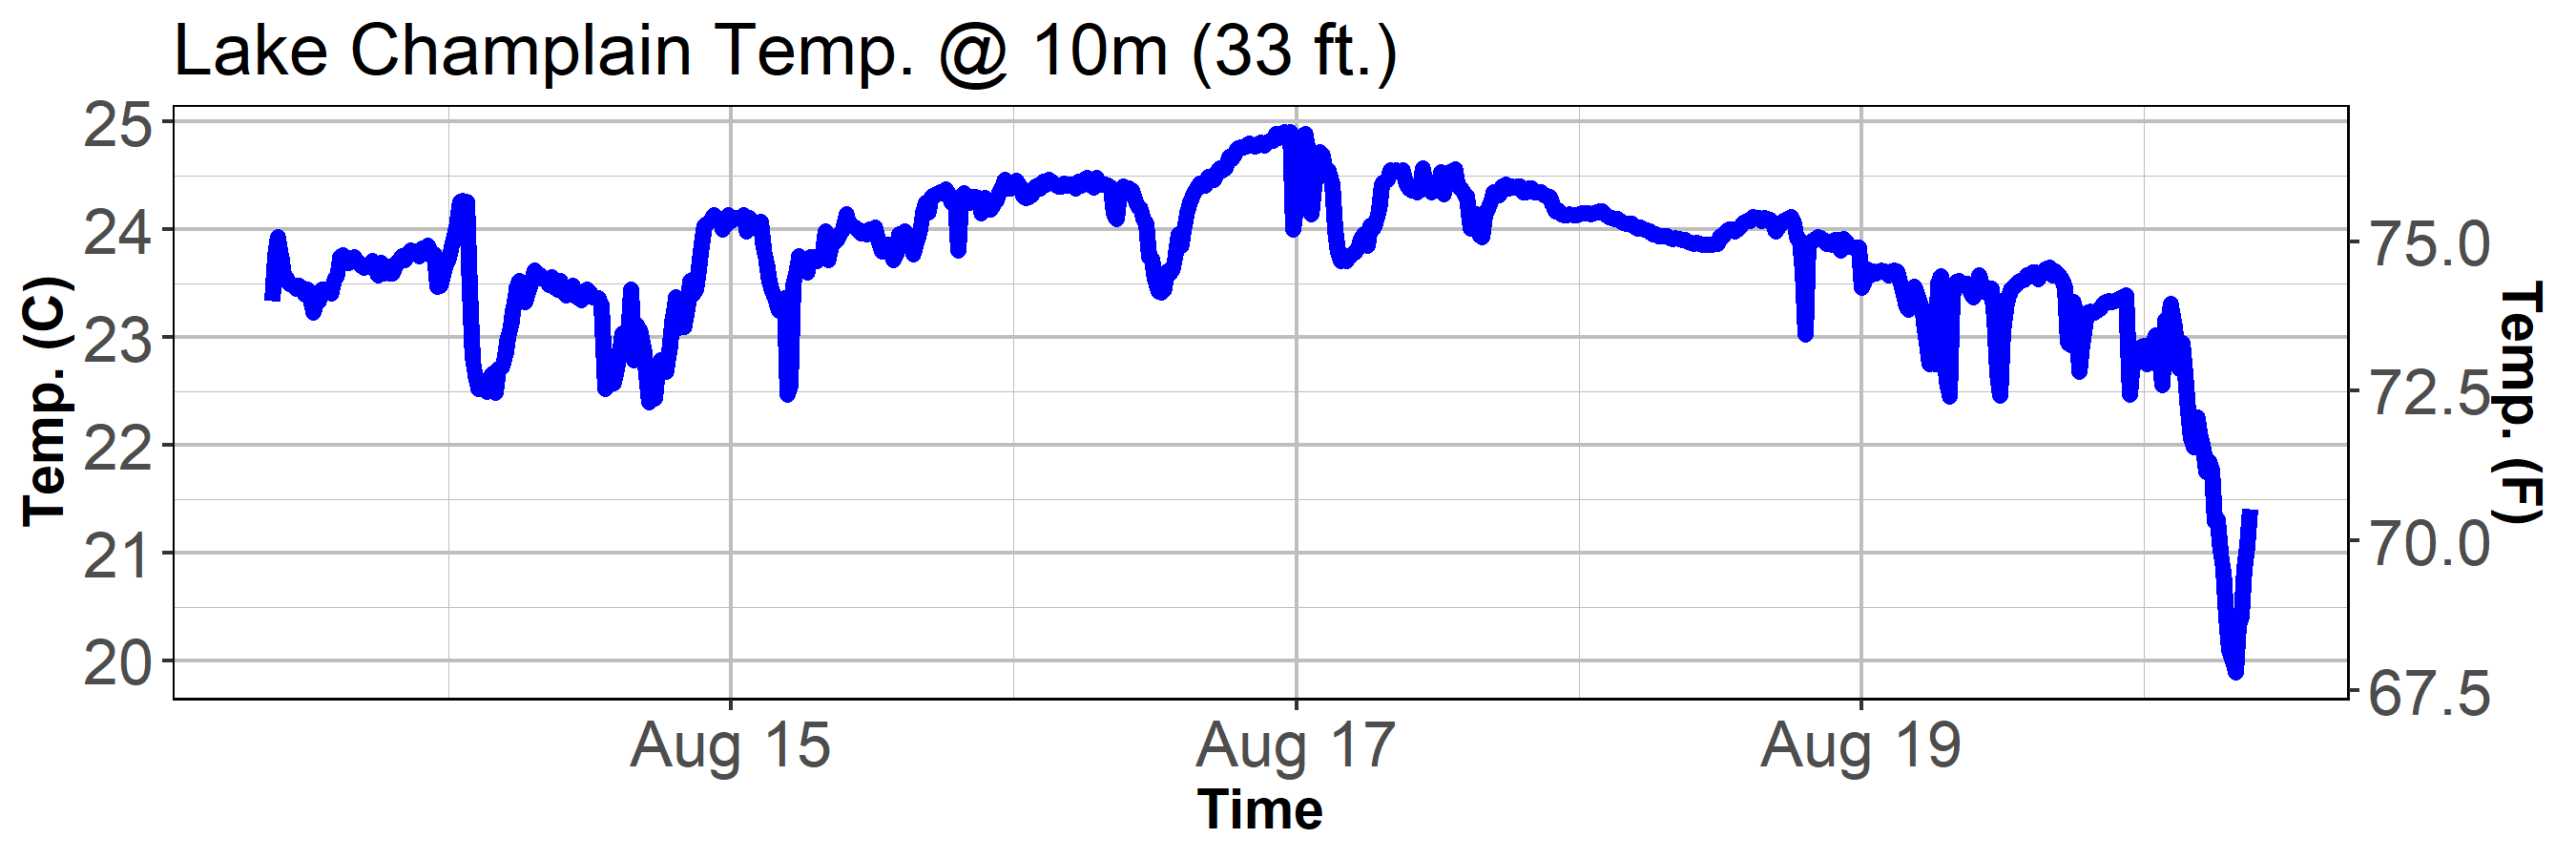 Lake Champlain Temp. @ 10m (33 ft.)
25
24
23
22
21
20
Temp. (C)
75.0
72.5
70.0
67.5
Temp. (F)
Aug 15
Aug 17
Aug 19
Time